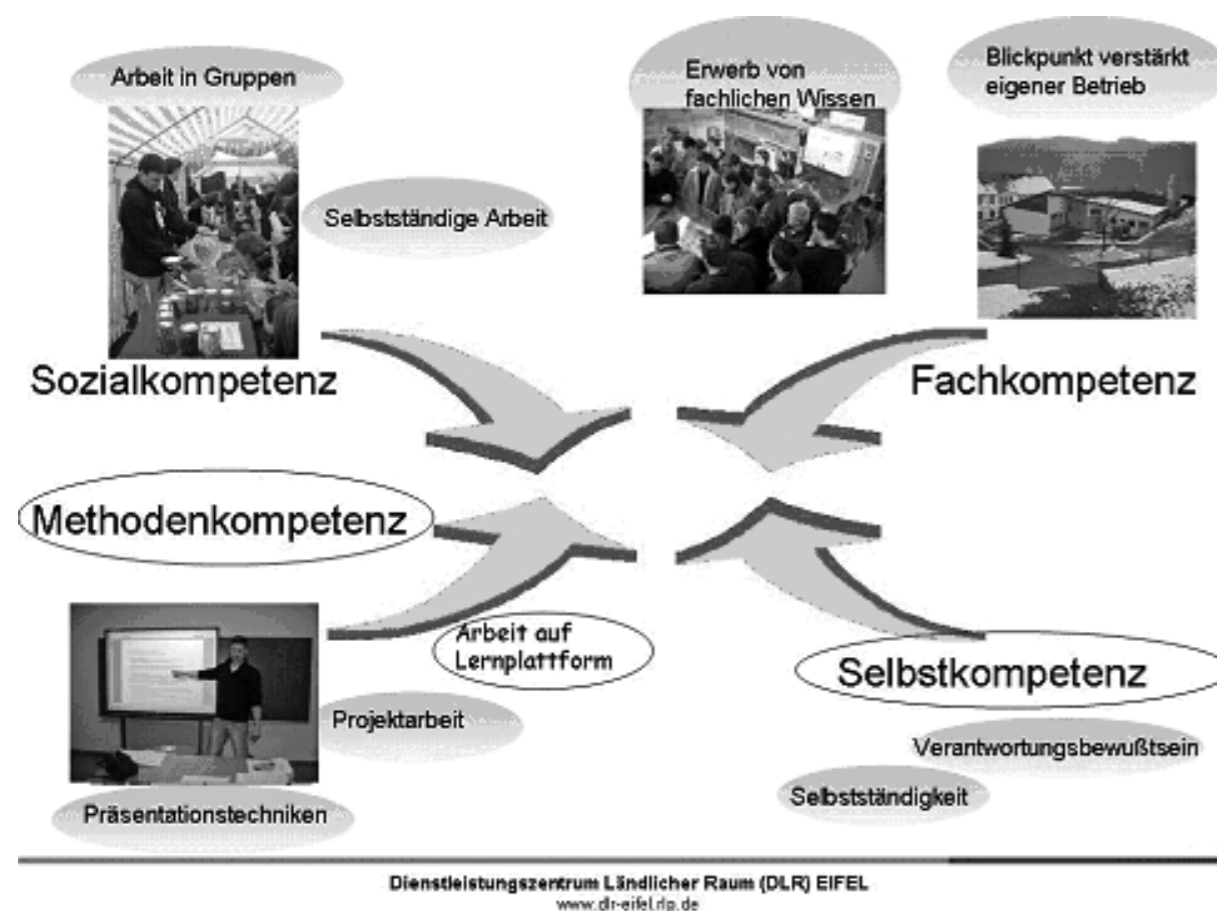 Arbeit in Gruppen
Selbstständige Arbeit
Sozialkompetenz
Erwerb von
fachlichen Wissen
Blickpunkt verstärkt
eigener Betrieb
Fachkompetenz
Methodenkompetenz
Arbeit auf
Lernplattform
Projektarbeit
Präsentationstechniken
Selbstkompetenz
Verantwortungsbewußtsein
Selbstständigkeit
Dienstleistungszentrum Ländlicher Raum (DLR) EIFEL
www.dlr-eifel.rlp.de